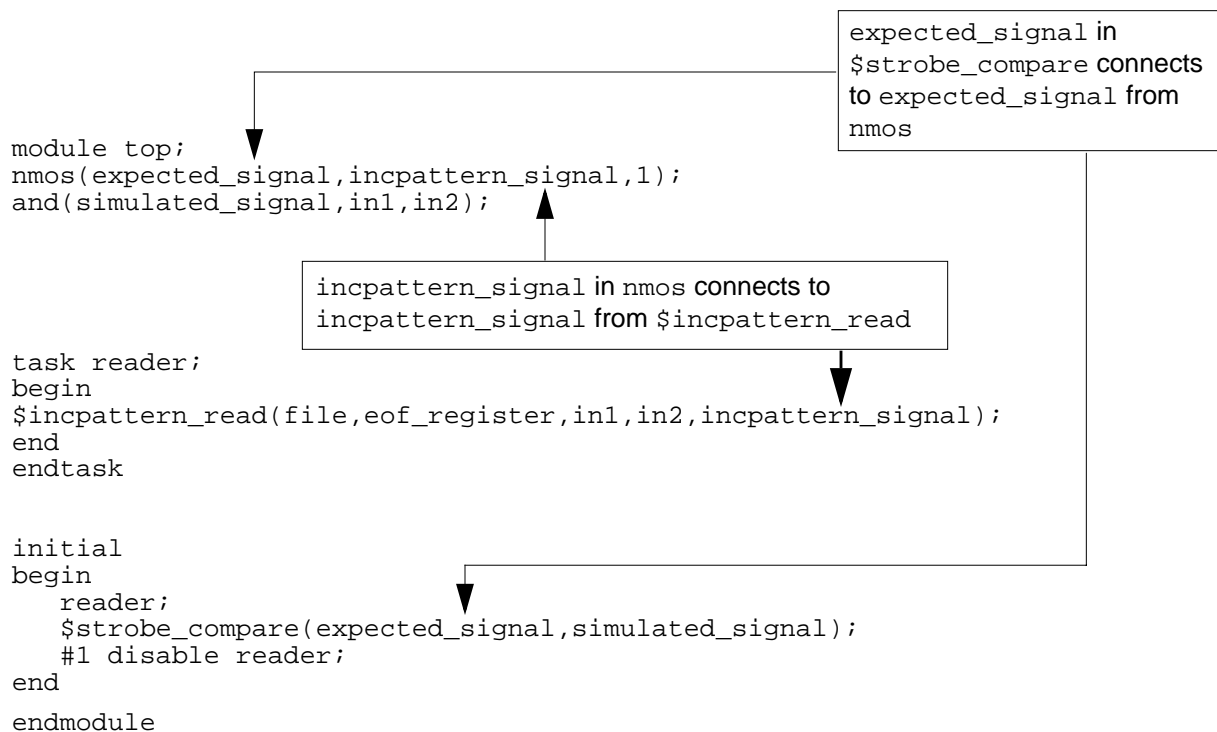 expected_signal in
$strobe_compare connects
to expected_signal from
nmos
module top;
nmos(expected_signal,incpattern_signal,1);
and(simulated_signal,in1,in2);
incpattern_signal in nmos connects to
incpattern_signal from $incpattern_read
task reader;
begin
$incpattern_read(file,eof_register,in1,in2,incpattern_signal);
end
endtask
initial
begin
reader;
$strobe_compare(expected_signal,simulated_signal);
#1 disable reader;
end
endmodule